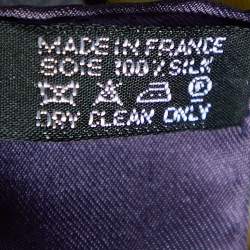 MADE IN FRANCE
SOIE 100% SILK
DRY CLEAN ONLY